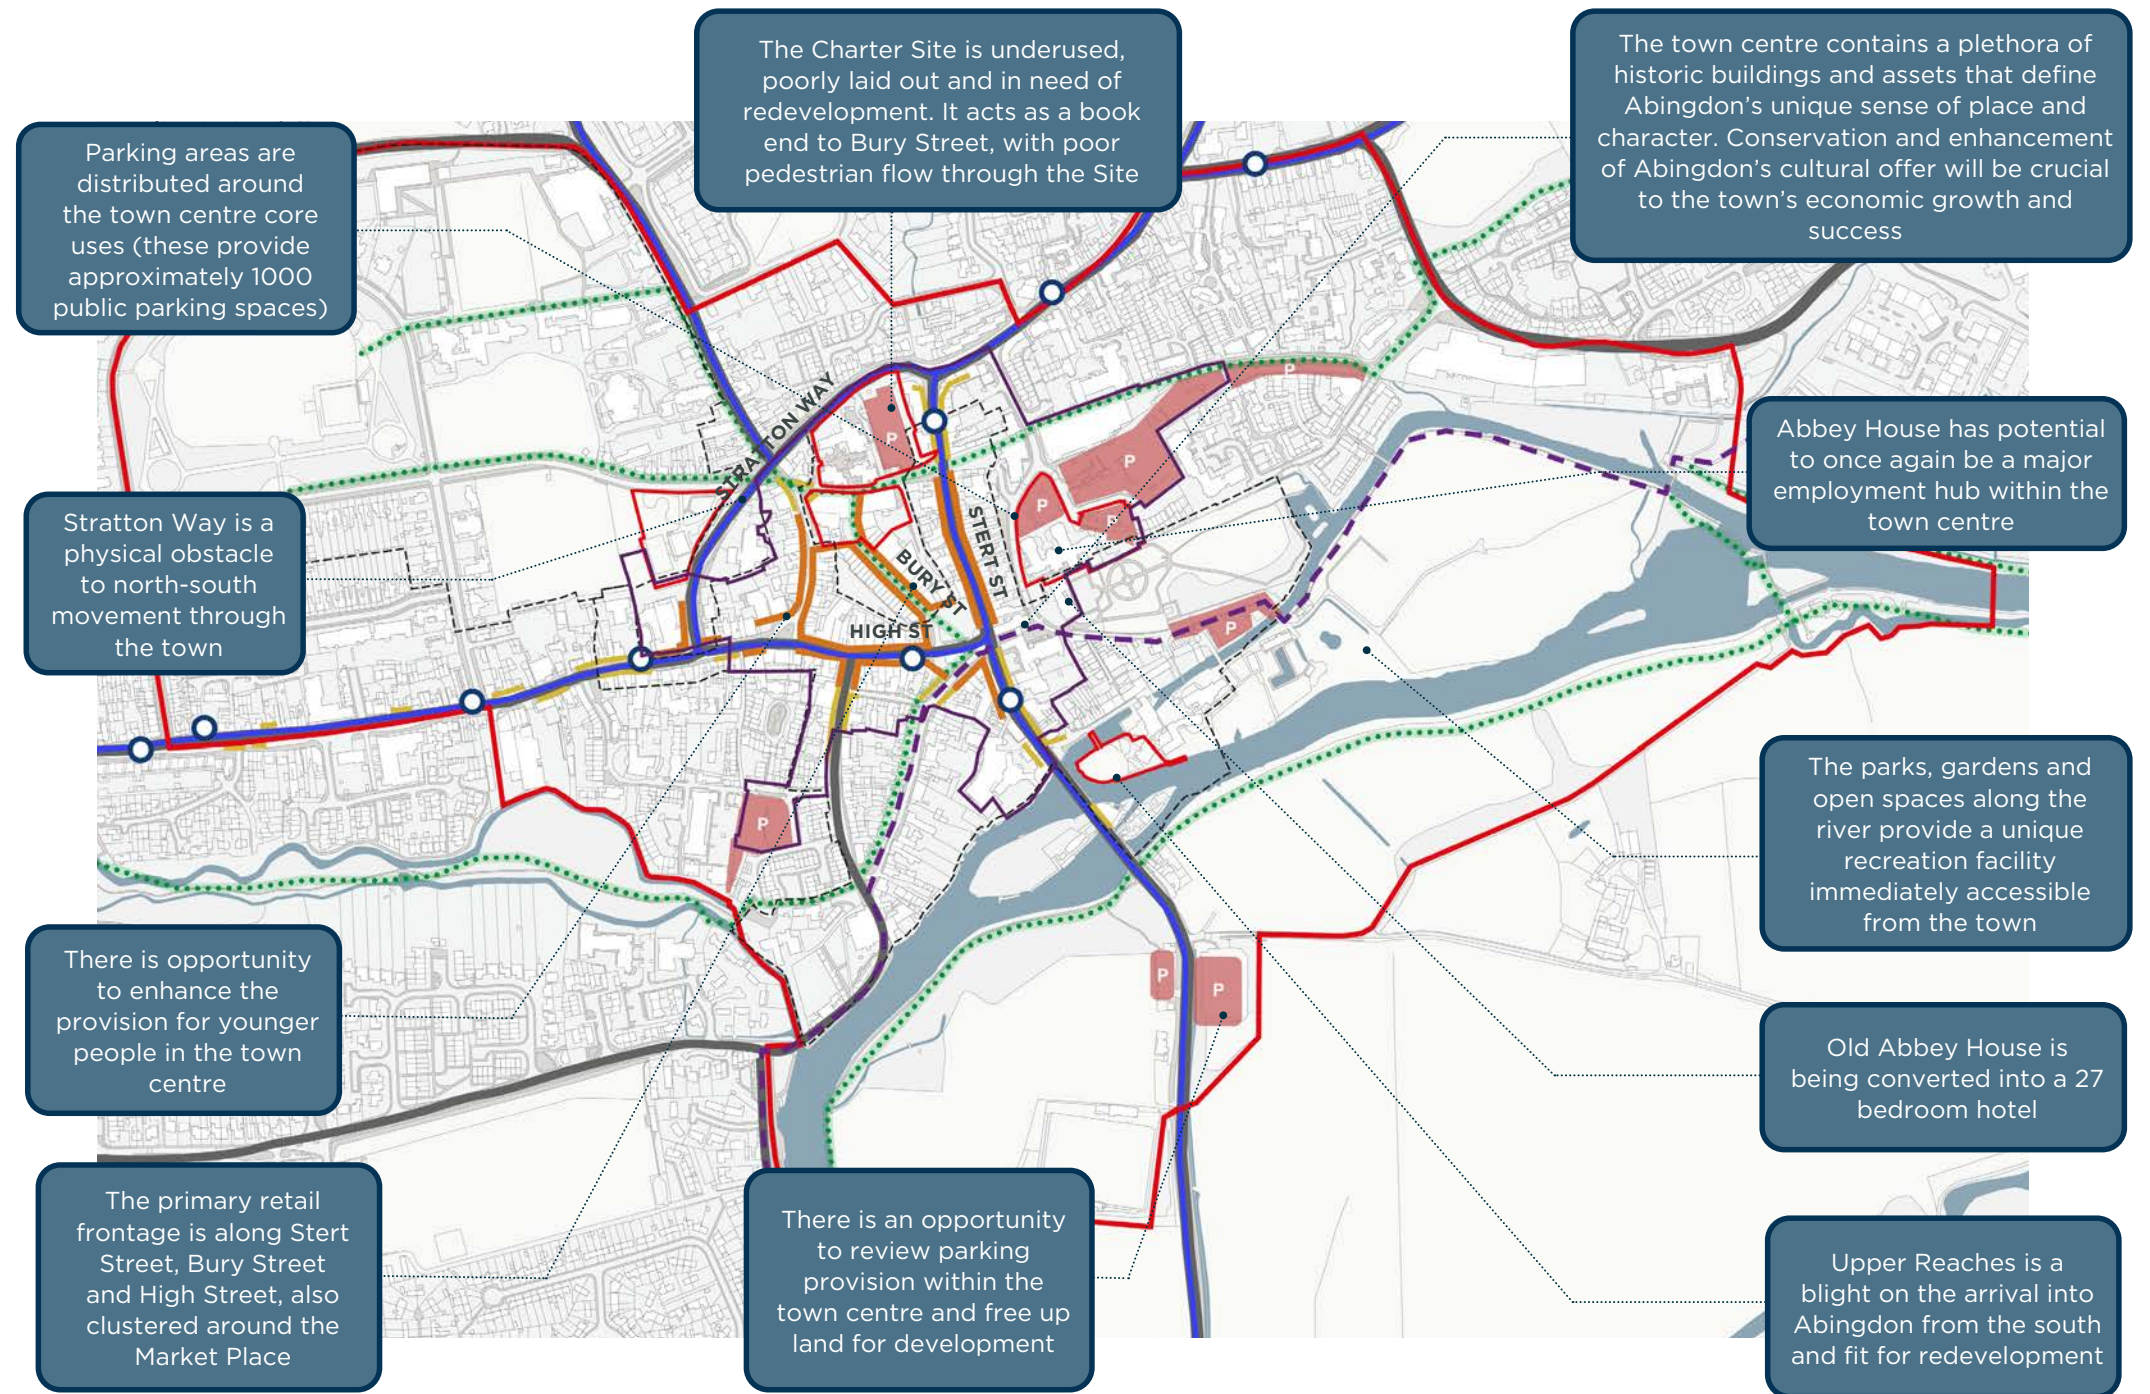 The Charter Site is underused,
poorly laid out and in need of
redevelopment. It acts as a book
end to Bury Street, with poor
pedestrian flow through the Site
The town centre contains a plethora of
historic buildings and assets that define
Abingdon's unique sense of place and
character. Conservation and enhancement
of Abingdon's cultural offer will be crucial
to the town's economic growth and
success
Parking areas are
distributed around
the town centre core
uses (these provide
approximately 1000
public parking spaces)
Abbey House has potential
to once again be a major
employment hub within the
town centre
Stratton Way is a
physical obstacle
to north-south
movement through
the town
STRATTON WAY
STERT ST
BURY ST
HIGH ST
P
P
P
P
P
P
P
P
P
The parks, gardens and
open spaces along the
river provide a unique
recreation facility
immediately accessible
from the town
There is opportunity
to enhance the
provision for younger
people in the town
centre
Old Abbey House is
being converted into a 27
bedroom hotel
The primary retail
frontage is along Stert
Street, Bury Street
and High Street, also
clustered around the
Market Place
There is an opportunity
to review parking
provision within the
town centre and free up
land for development
Upper Reaches is a
blight on the arrival into
Abingdon from the south
and fit for redevelopment